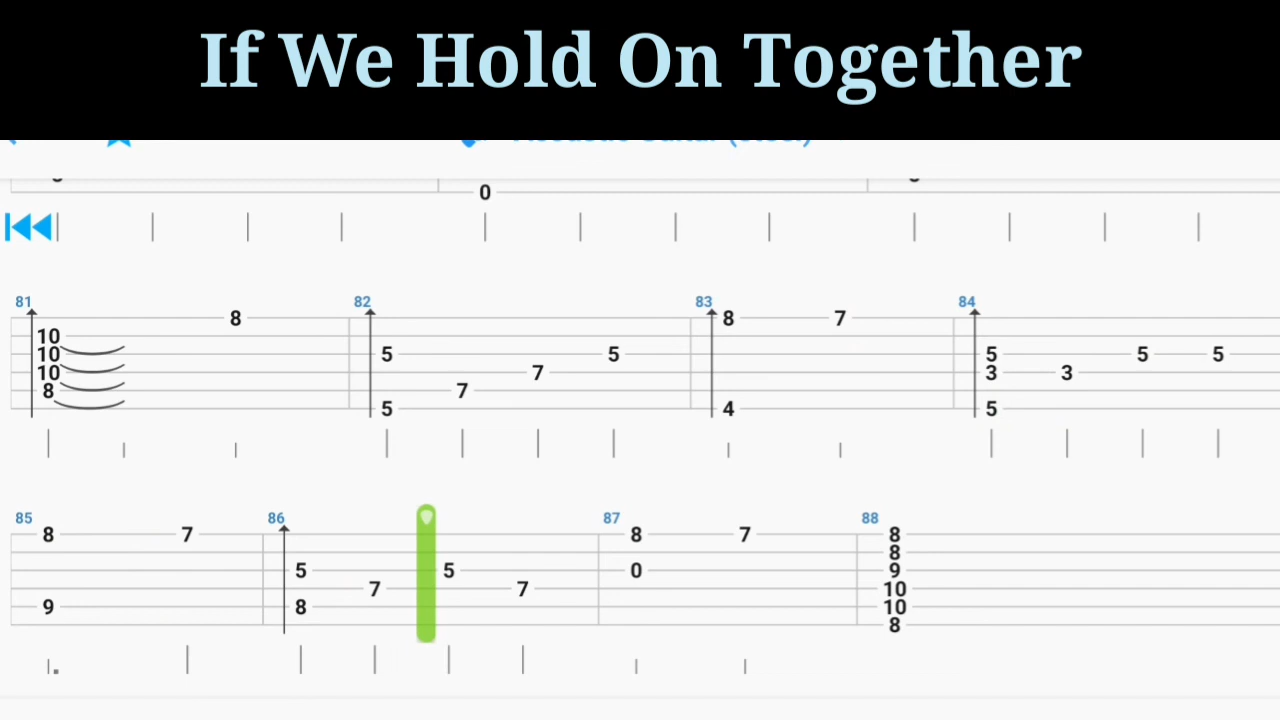 If We Hold On Together
0
81 82 83 84
8 8 7
10
10 5 5 5 5 5
10 7 3 3
8 7
5 4 5
85 86 87 88
8 7 8 7 8
8
5 5 0 9
7 7 10
9 8 10
8